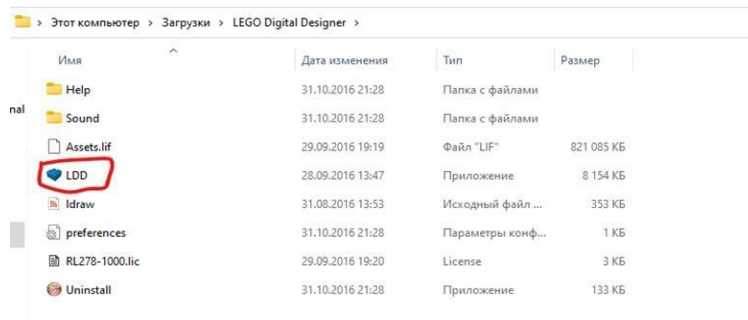 Этот компьютер > Загрузки > LEGO Digital Designer >
Имя Дата изменения Тип Размер
Help 31.10.2016 21:28 Папка с файлами
nal
Sound 31.10.2016 21:28 Папка с файлами
Assets.lif 29.09.2016 19:19 Файл "LIF" 821 085 КБ
LDD 28.09.2016 13:47 Приложение 8 154 КБ
ldraw 31.08.2016 13:53 Исходный файл ... 353 КБ
preferences 31.10.2016 21:28 Параметры конф... 1 КБ
RL278-1000.lic 29.09.2016 19:20 License 3 КБ
Uninstall 31.10.2016 21:28 Приложение 133 КБ